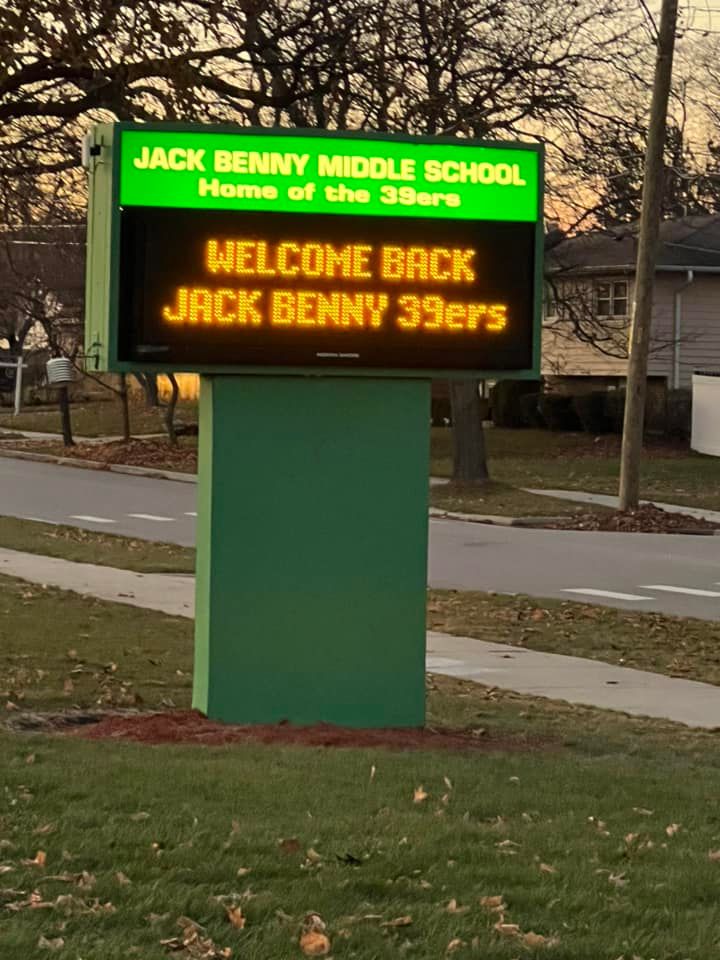 JACK BENNY MIDDLE SCHOOL
Home of the 39ers
WELCOME BACK
JACK BENNY 39ers